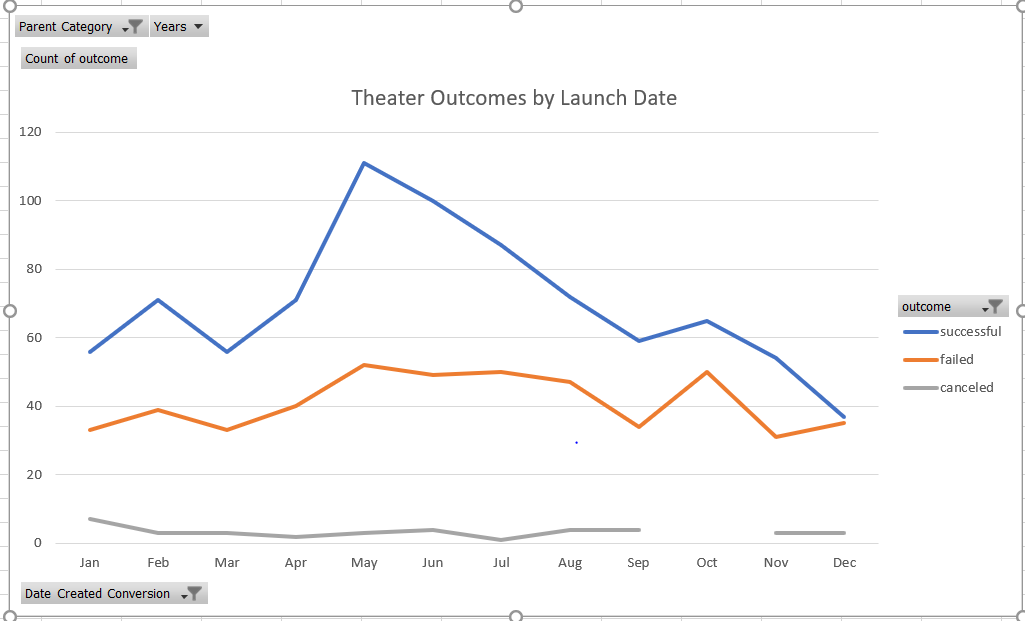 Parent Category Years
Count of outcome
Theater Outcomes by Launch Date
120
100
80
60
40
20
0
Jan Feb Mar Apr May Jun Jul Aug Sep Oct Nov Dec
outcome
successful
failed
canceled
Date Created Conversion